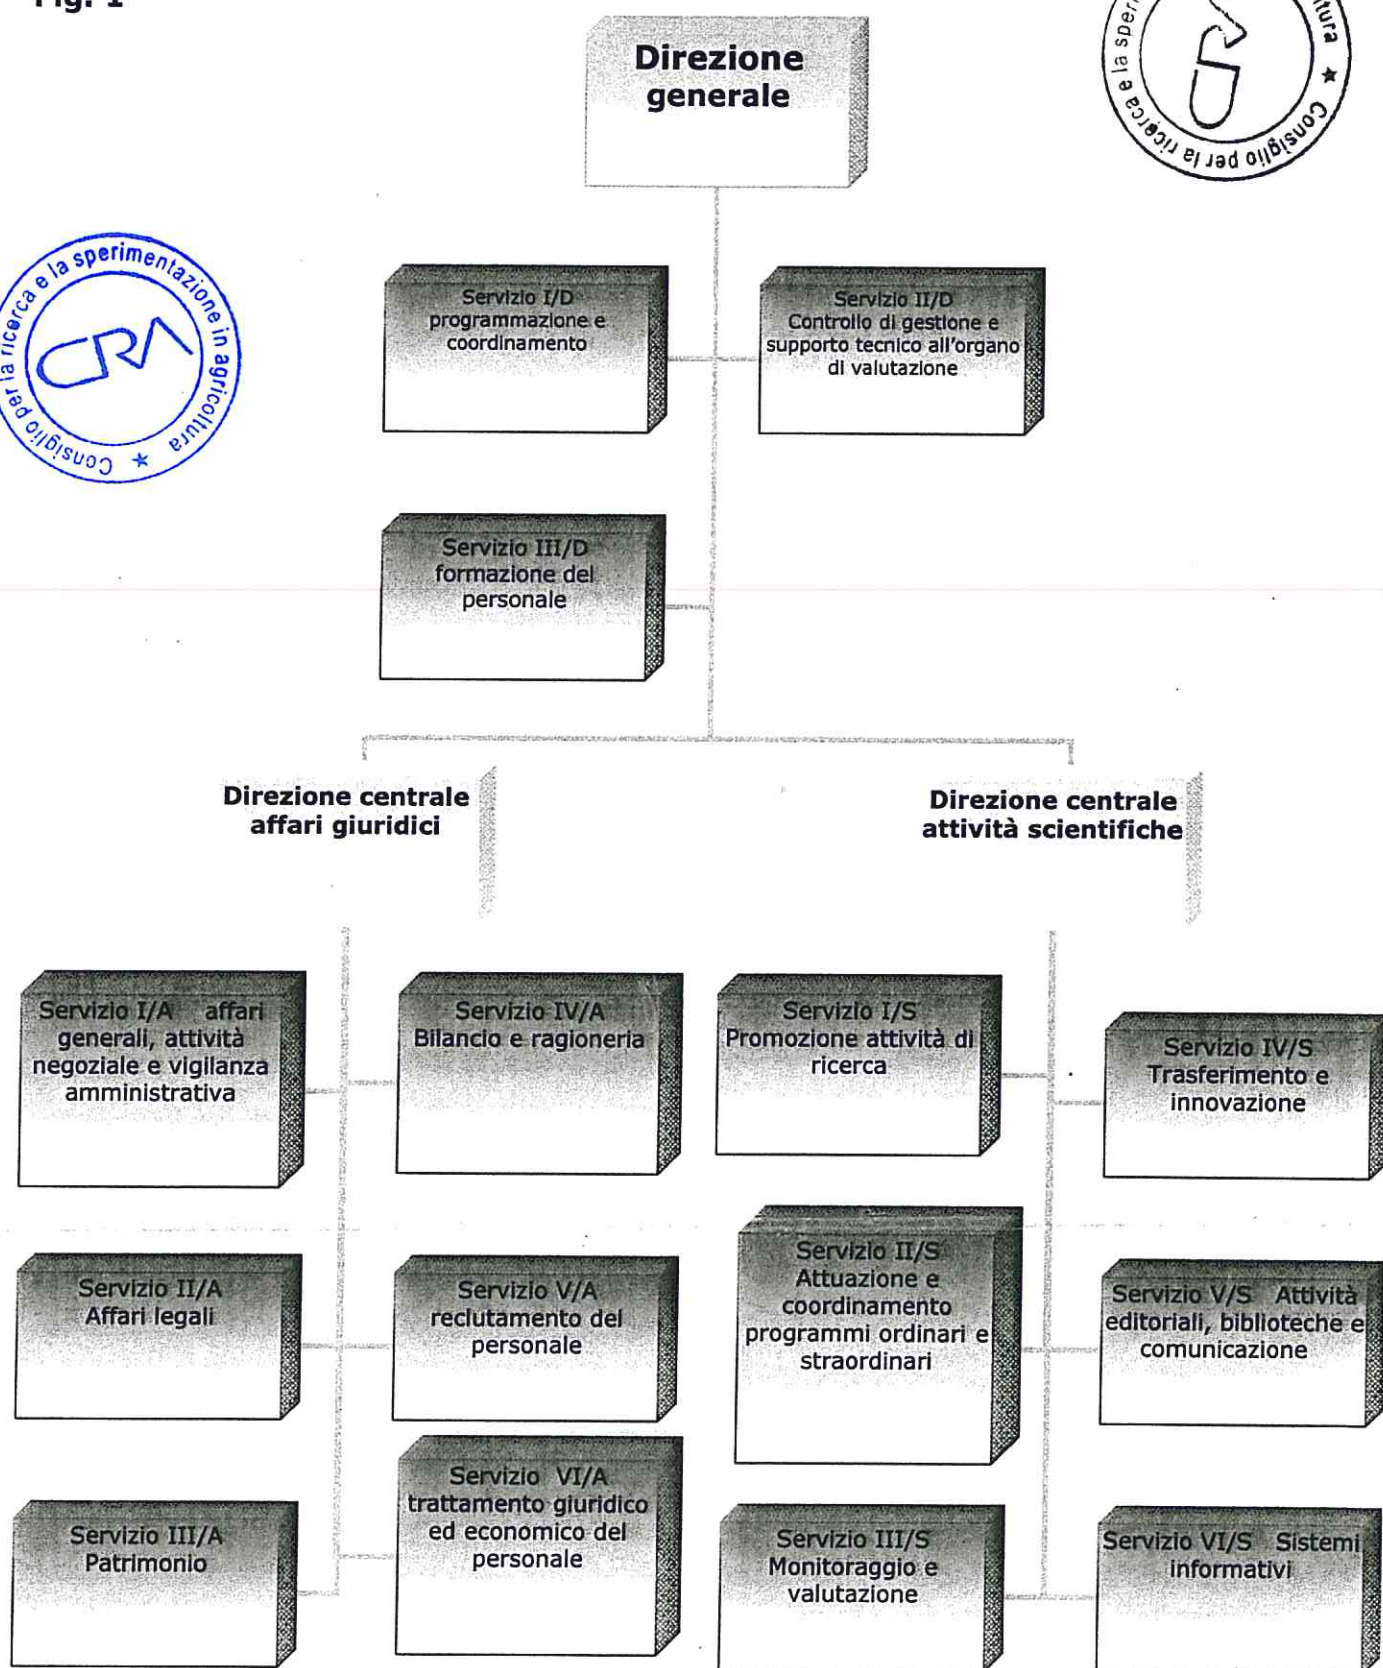 Fig. 1
Direzione
generale
Consiglio per la ricerca e la sperimentazione in agricoltura ★
CRA
Consiglio per la ricerca e la
Servizio I/D
programmazione e
coordinamento
Servizio II/D
Controllo di gestione e
supporto tecnico all'organo
di valutazione
Servizio III/D
formazione del
personale
Direzione centrale
affari giuridici
Direzione centrale
attività scientifiche
Servizio I/A affari
generali, attività
negoziale e vigilanza
amministrativa
Servizio IV/A
Bilancio e ragioneria
Servizio I/S
Promozione attività di
ricerca
Servizio IV/S
Trasferimento e
innovazione
Servizio II/A
Affari legali
Servizio V/A
reclutamento del
personale
Servizio II/S
Attuazione e
coordinamento
programmi ordinari e
straordinari
Servizio V/S Attività
editoriali, biblioteche e
comunicazione
Servizio III/A
Patrimonio
Servizio VI/A
trattamento giuridico
ed economico del
personale
Servizio III/S
Monitoraggio e
valutazione
Servizio VI/S Sistemi
informativi